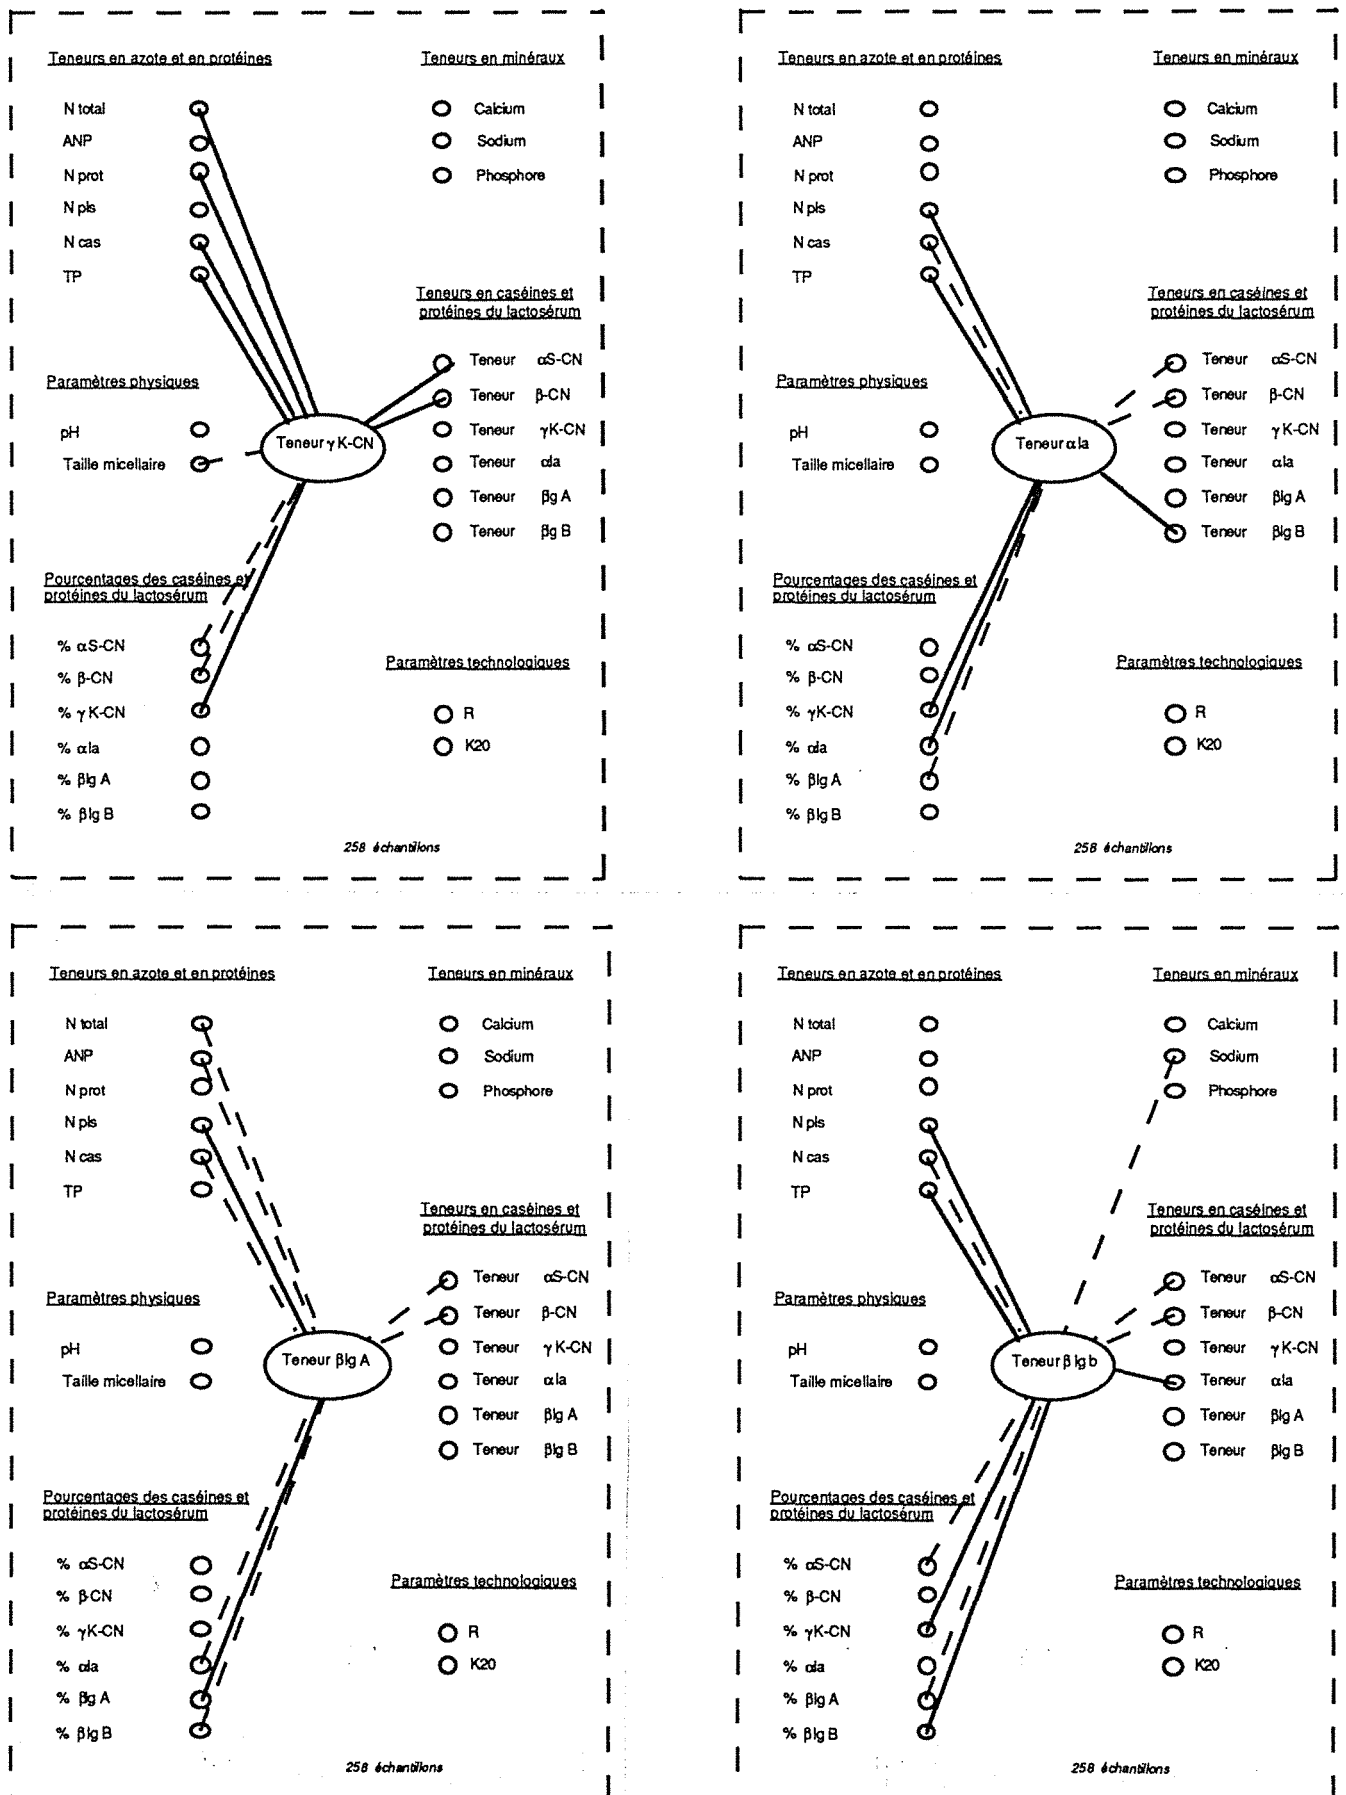 Teneurs en azote et en protéines
Teneurs en minéraux
N total
Calcium
ANP
Sodium
N prot
Phosphore
N pls
N cas
TP
Teneurs en caséines et
protéines du lactosérum
Teneur αS-CN
Paramètres physiques
Teneur β-CN
pH
Teneur γK-CN
Teneur γ K-CN
Taille micellaire
Teneur αla
Teneur βg A
Teneur βg B
Pourcentages des caséines et
protéines du lactosérum
% αS-CN
Paramètres technologiques
% β-CN
% γ K-CN
R
% αla
K20
% βlg A
% βlg B
258 échantillons
Teneurs en azote et en protéines
Teneurs en minéraux
N total
Calcium
ANP
Sodium
N prot
Phosphore
N pls
N cas
TP
Teneurs en caséines et
protéines du lactosérum
Teneur αS-CN
Paramètres physiques
Teneur β-CN
pH
Teneur αla
Teneur γ K-CN
Taille micellaire
Teneur αla
Teneur βlg A
Teneur βlg B
Pourcentages des caséines et
protéines du lactosérum
% αS-CN
Paramètres technologiques
% β-CN
% γK-CN
R
% αla
K20
% βlg A
% βlg B
258 échantillons
Teneurs en azote et en protéines
Teneurs en minéraux
N total
Calcium
ANP
Sodium
N prot
Phosphore
N pls
N cas
TP
Teneurs en caséines et
protéines du lactosérum
Teneur αS-CN
Paramètres physiques
Teneur β-CN
pH
Teneur βlg A
Teneur γ K-CN
Taille micellaire
Teneur αla
Teneur βlg A
Teneur βlg B
Pourcentages des caséines et
protéines du lactosérum
% αS-CN
Paramètres technologiques
% β-CN
% γK-CN
R
% αla
K20
% βlg A
% βlg B
258 échantillons
Teneurs en azote et en protéines
Teneurs en minéraux
N total
Calcium
ANP
Sodium
N prot
Phosphore
N pls
N cas
TP
Teneurs en caséines et
protéines du lactosérum
Teneur αS-CN
Paramètres physiques
Teneur β-CN
pH
Teneur β lg b
Teneur γ K-CN
Taille micellaire
Teneur αla
Teneur βlg A
Teneur βlg B
Pourcentages des caséines et
protéines du lactosérum
% αS-CN
Paramètres technologiques
% β-CN
% γK-CN
R
% αla
K20
% βlg A
% βlg B
258 échantillons